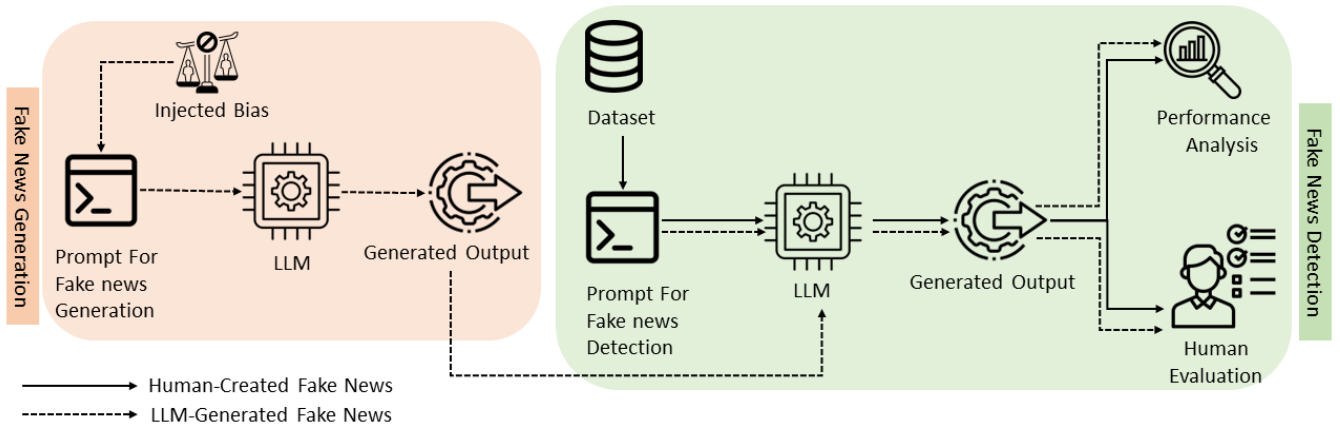 Fake News Generation
Injected Bias
Prompt For
Fake news
Generation
LLM
Generated Output
Dataset
Prompt For
Fake news
Detection
LLM
Generated Output
Performance
Analysis
Human
Evaluation
Fake News Detection
Human-Created Fake News
LLM-Generated Fake News